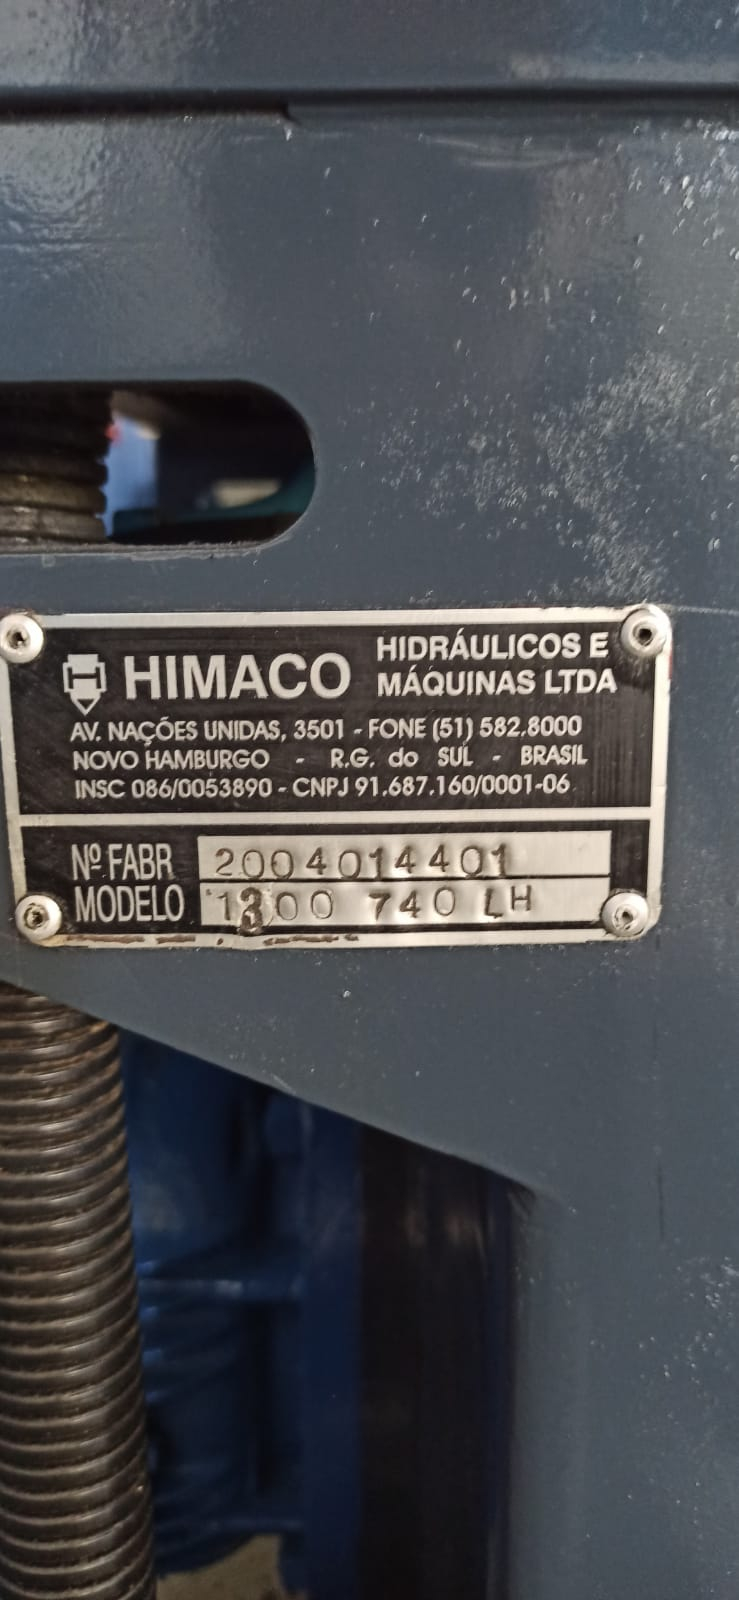 HIMACO HIDRÁULICOS E
MÁQUINAS LTDA
AV. NAÇÕES UNIDAS, 3501 - FONE (51) 582.8000
NOVO HAMBURGO - R.G. do SUL - BRASIL
INSC 086/0053890 - CNPJ 91.687.160/0001-06
Nº FABR 2004014401
MODELO 1300 740 LH